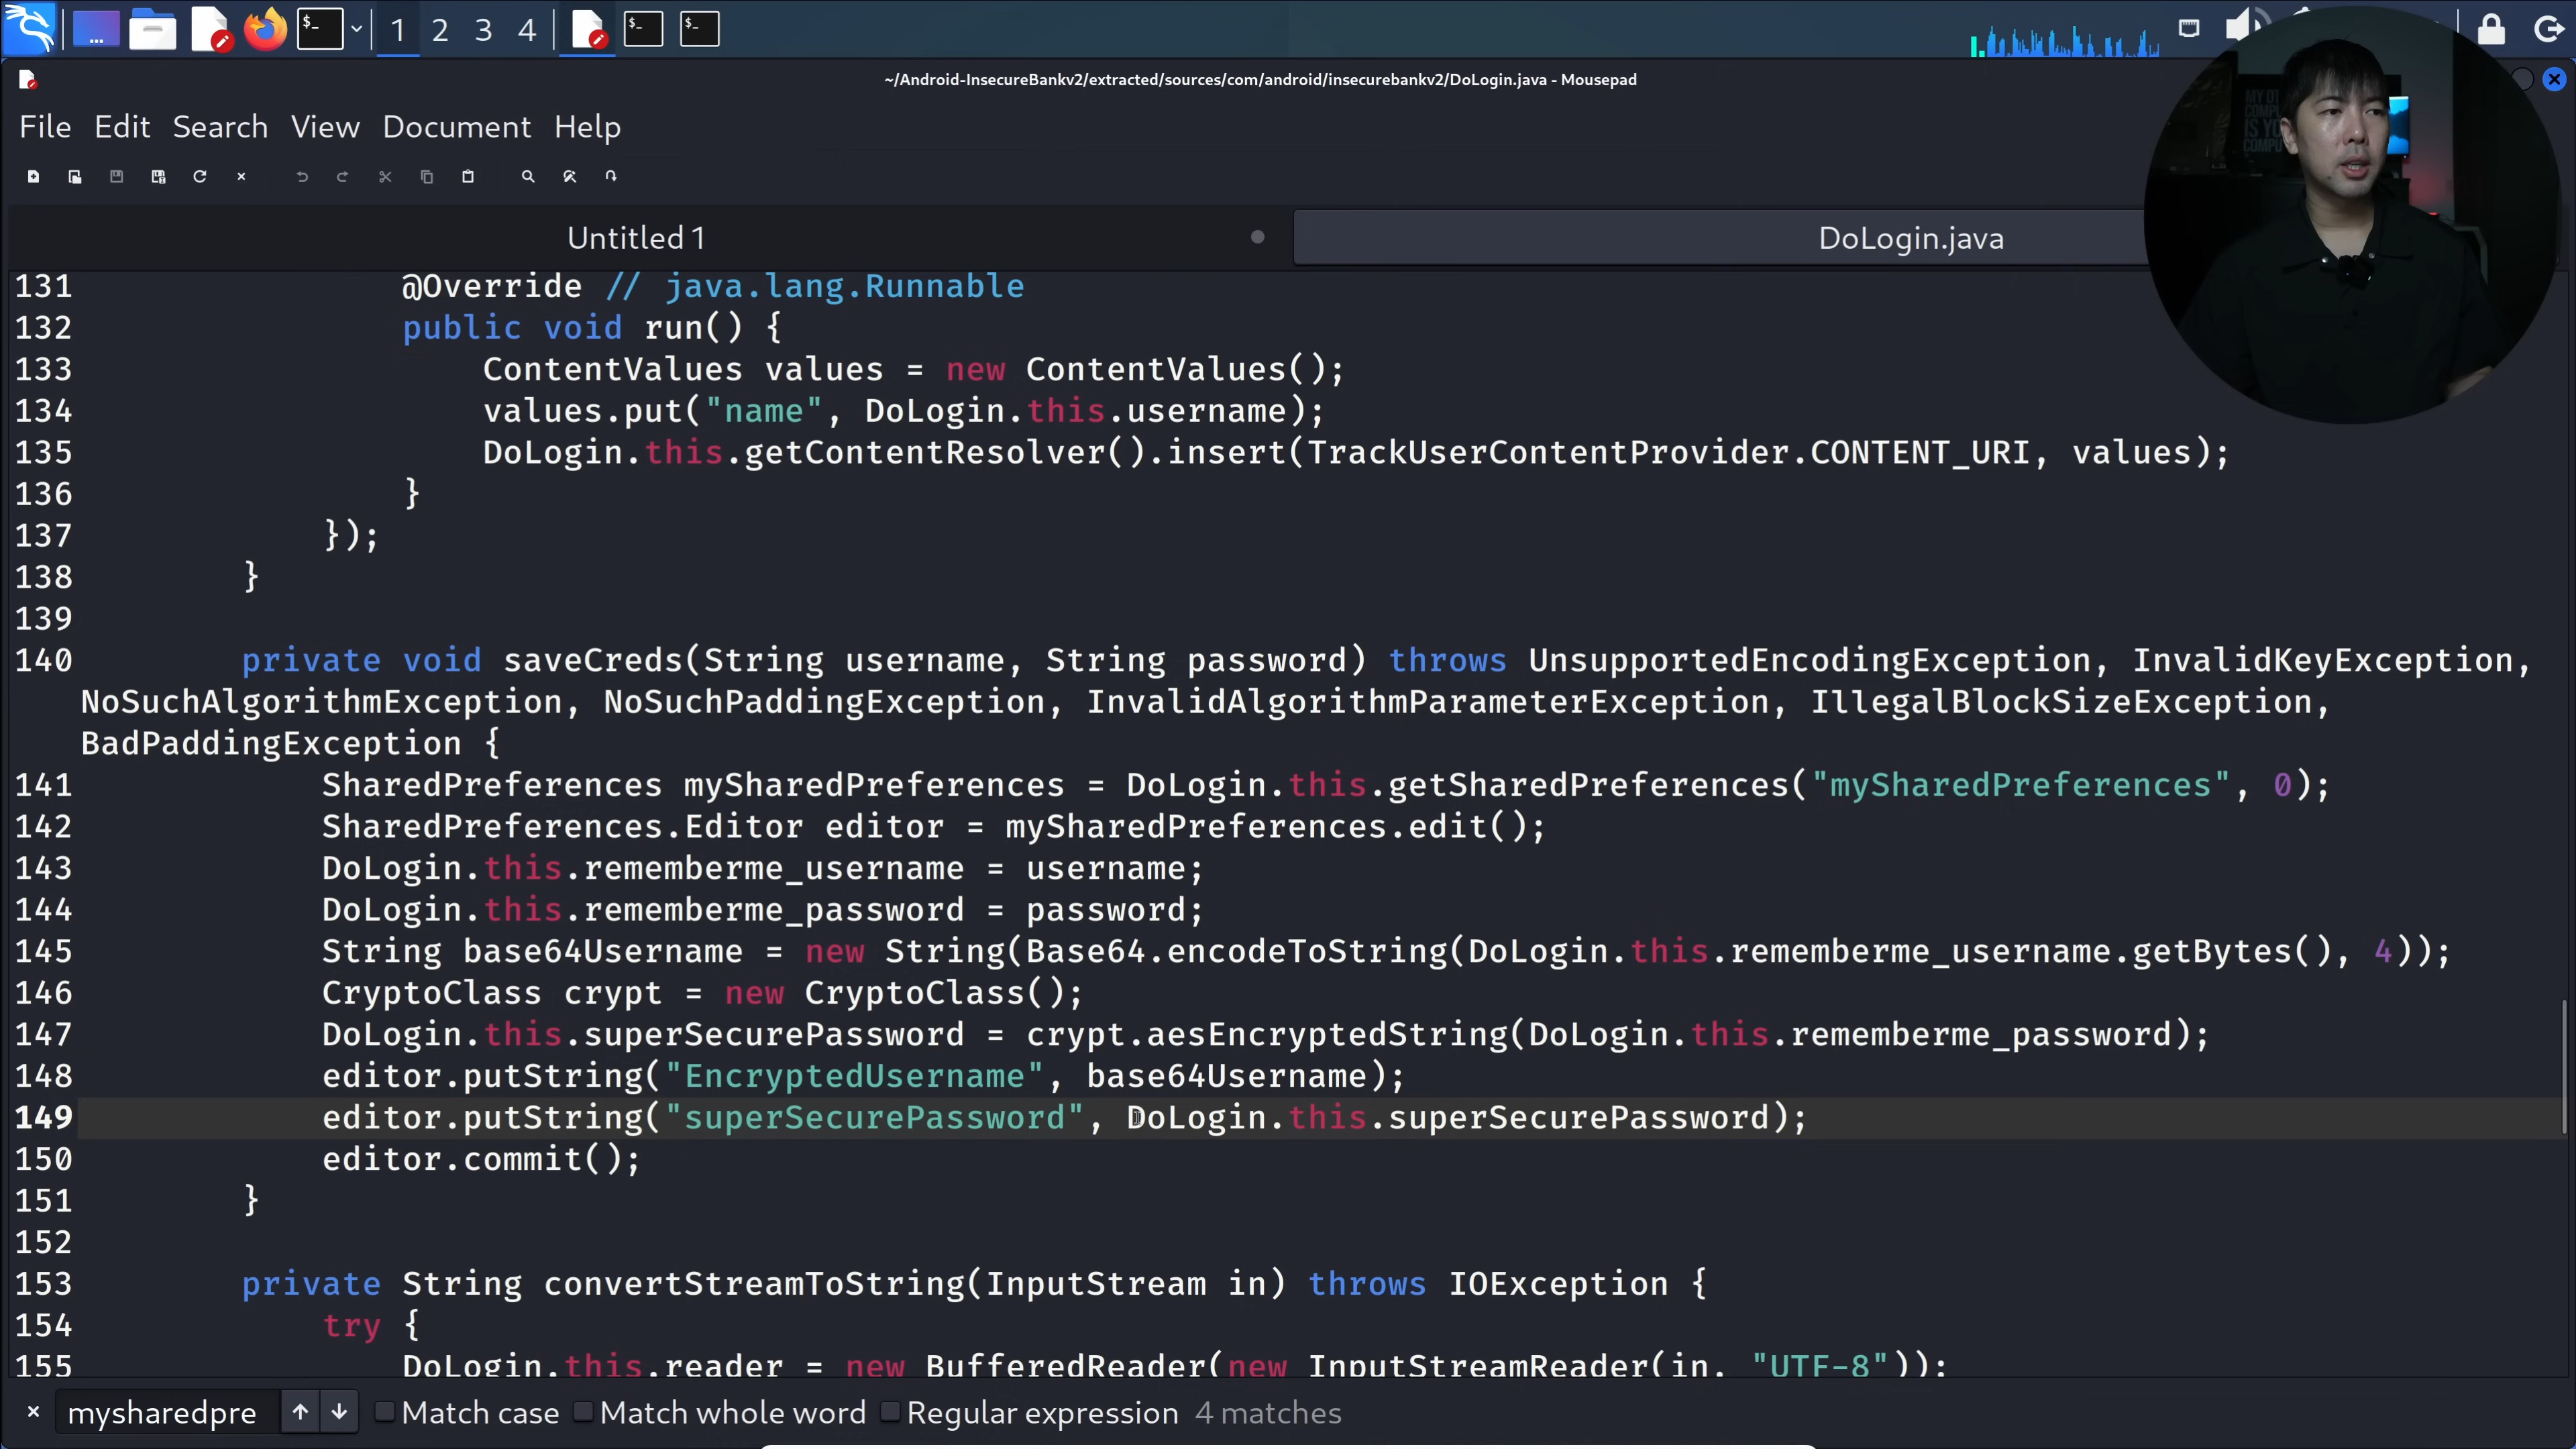 1 2 3 4
~/Android-InsecureBankv2/extracted/sources/com/android/insecurebankv2/DoLogin.java - Mousepad
File Edit Search View Document Help
Untitled 1
DoLogin.java
131 @Override // java.lang.Runnable
132 public void run() {
133 ContentValues values = new ContentValues();
134 values.put("name", DoLogin.this.username);
135 DoLogin.this.getContentResolver().insert(TrackUserContentProvider.CONTENT_URI, values);
136 }
137 });
138 }
139
140 private void saveCreds(String username, String password) throws UnsupportedEncodingException, InvalidKeyException,
NoSuchAlgorithmException, NoSuchPaddingException, InvalidAlgorithmParameterException, IllegalBlockSizeException,
BadPaddingException {
141 SharedPreferences mySharedPreferences = DoLogin.this.getSharedPreferences("mySharedPreferences", 0);
142 SharedPreferences.Editor editor = mySharedPreferences.edit();
143 DoLogin.this.rememberme_username = username;
144 DoLogin.this.rememberme_password = password;
145 String base64Username = new String(Base64.encodeToString(DoLogin.this.rememberme_username.getBytes(), 4));
146 CryptoClass crypt = new CryptoClass();
147 DoLogin.this.superSecurePassword = crypt.aesEncryptedString(DoLogin.this.rememberme_password);
148 editor.putString("EncryptedUsername", base64Username);
149 editor.putString("superSecurePassword", DoLogin.this.superSecurePassword);
150 editor.commit();
151 }
152
153 private String convertStreamToString(InputStream in) throws IOException {
154 try {
155 DoLogin.this.reader = new BufferedReader(new InputStreamReader(in, "UTF-8"));
mysharedpre Match case Match whole word Regular expression 4 matches